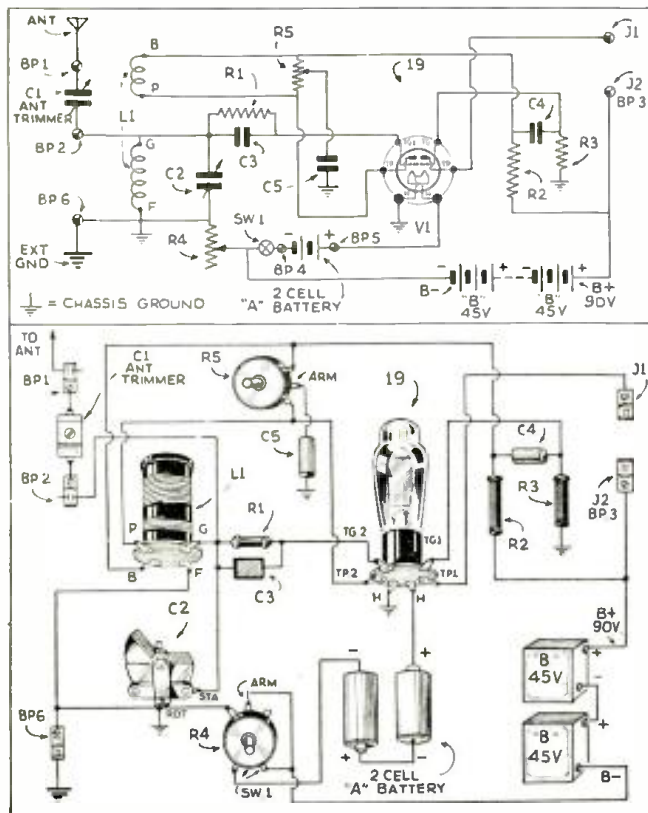 ANT
BP1
C1
ANT
TRIMMER
BP2
BP6
EXT
GND
= CHASSIS GROUND
L1
B
P
G
F
C2
R1
C3
R4
R5
C5
SW1
- +
BP4
BP5
2 CELL
"A" BATTERY
19
V1
C4
R2
R3
J1
J2
BP3
- + - +
B-
"B"
45V
"B"
45V
B+
90V
TO
ANT
BP1
C1
ANT
TRIMMER
BP2
R5
ARM
C5
19
J1
C4
R3
J2
BP3
R2
L1
P G
B F
R1
C3
TG2
TG1
TP2
TP1
H H
C2
STA
ROT
BP6
R4
ARM
SW1
- +
+ -
2 CELL
"A" BATTERY
B+
90V
B
45V
+
-
B
45V
+
B-